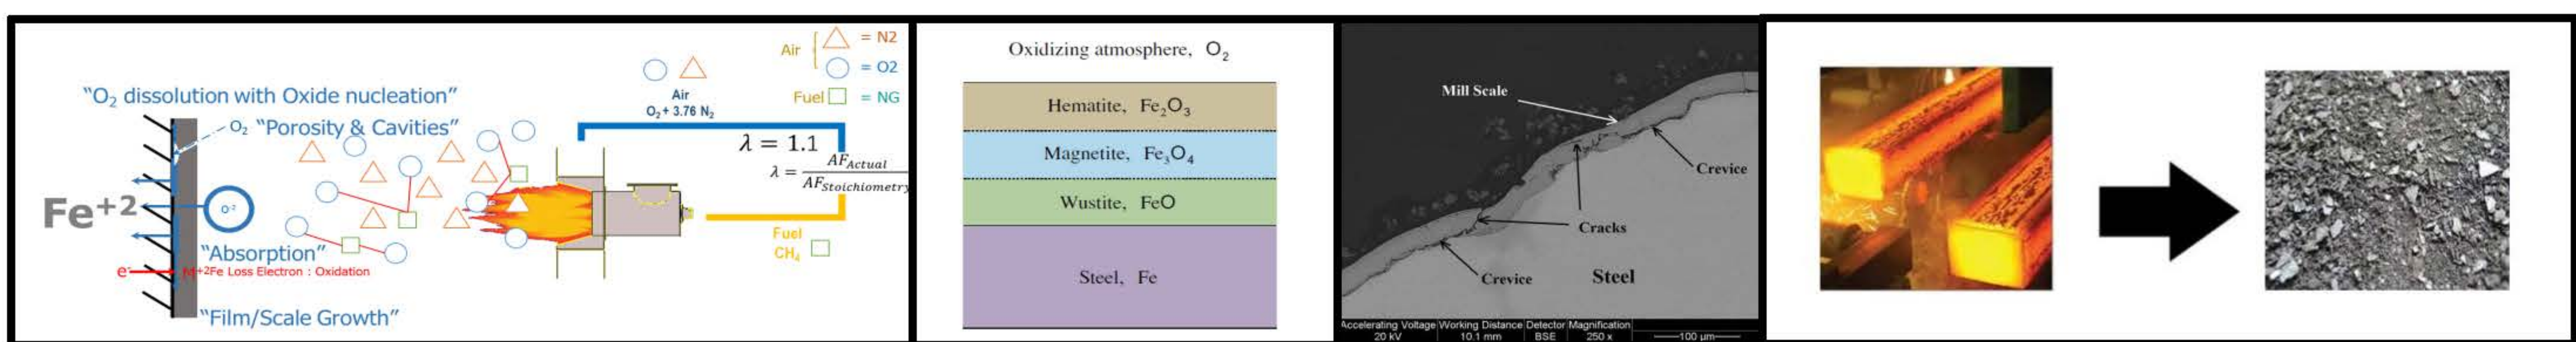 Air
= N2
= O2
Fuel
= NG
Air
O₂ + 3.76 N₂
"O₂ dissolution with Oxide nucleation"
O₂ "Porosity & Cavities"
λ = 1.1
λ = AF_Actual / AF_Stoichiometry
Fe⁺²
O⁻²
"Absorption"
e⁻
⁺²Fe Loss Electron : Oxidation
Fuel
CH₄
"Film/Scale Growth"
Oxidizing atmosphere, O₂
Hematite, Fe₂O₃
Magnetite, Fe₃O₄
Wustite, FeO
Steel, Fe
Mill Scale
Crevice
Cracks
Crevice
Steel
Accelerating Voltage Working Distance Detector Magnification
20 kV 10.1 mm BSE 250 x 100 µm